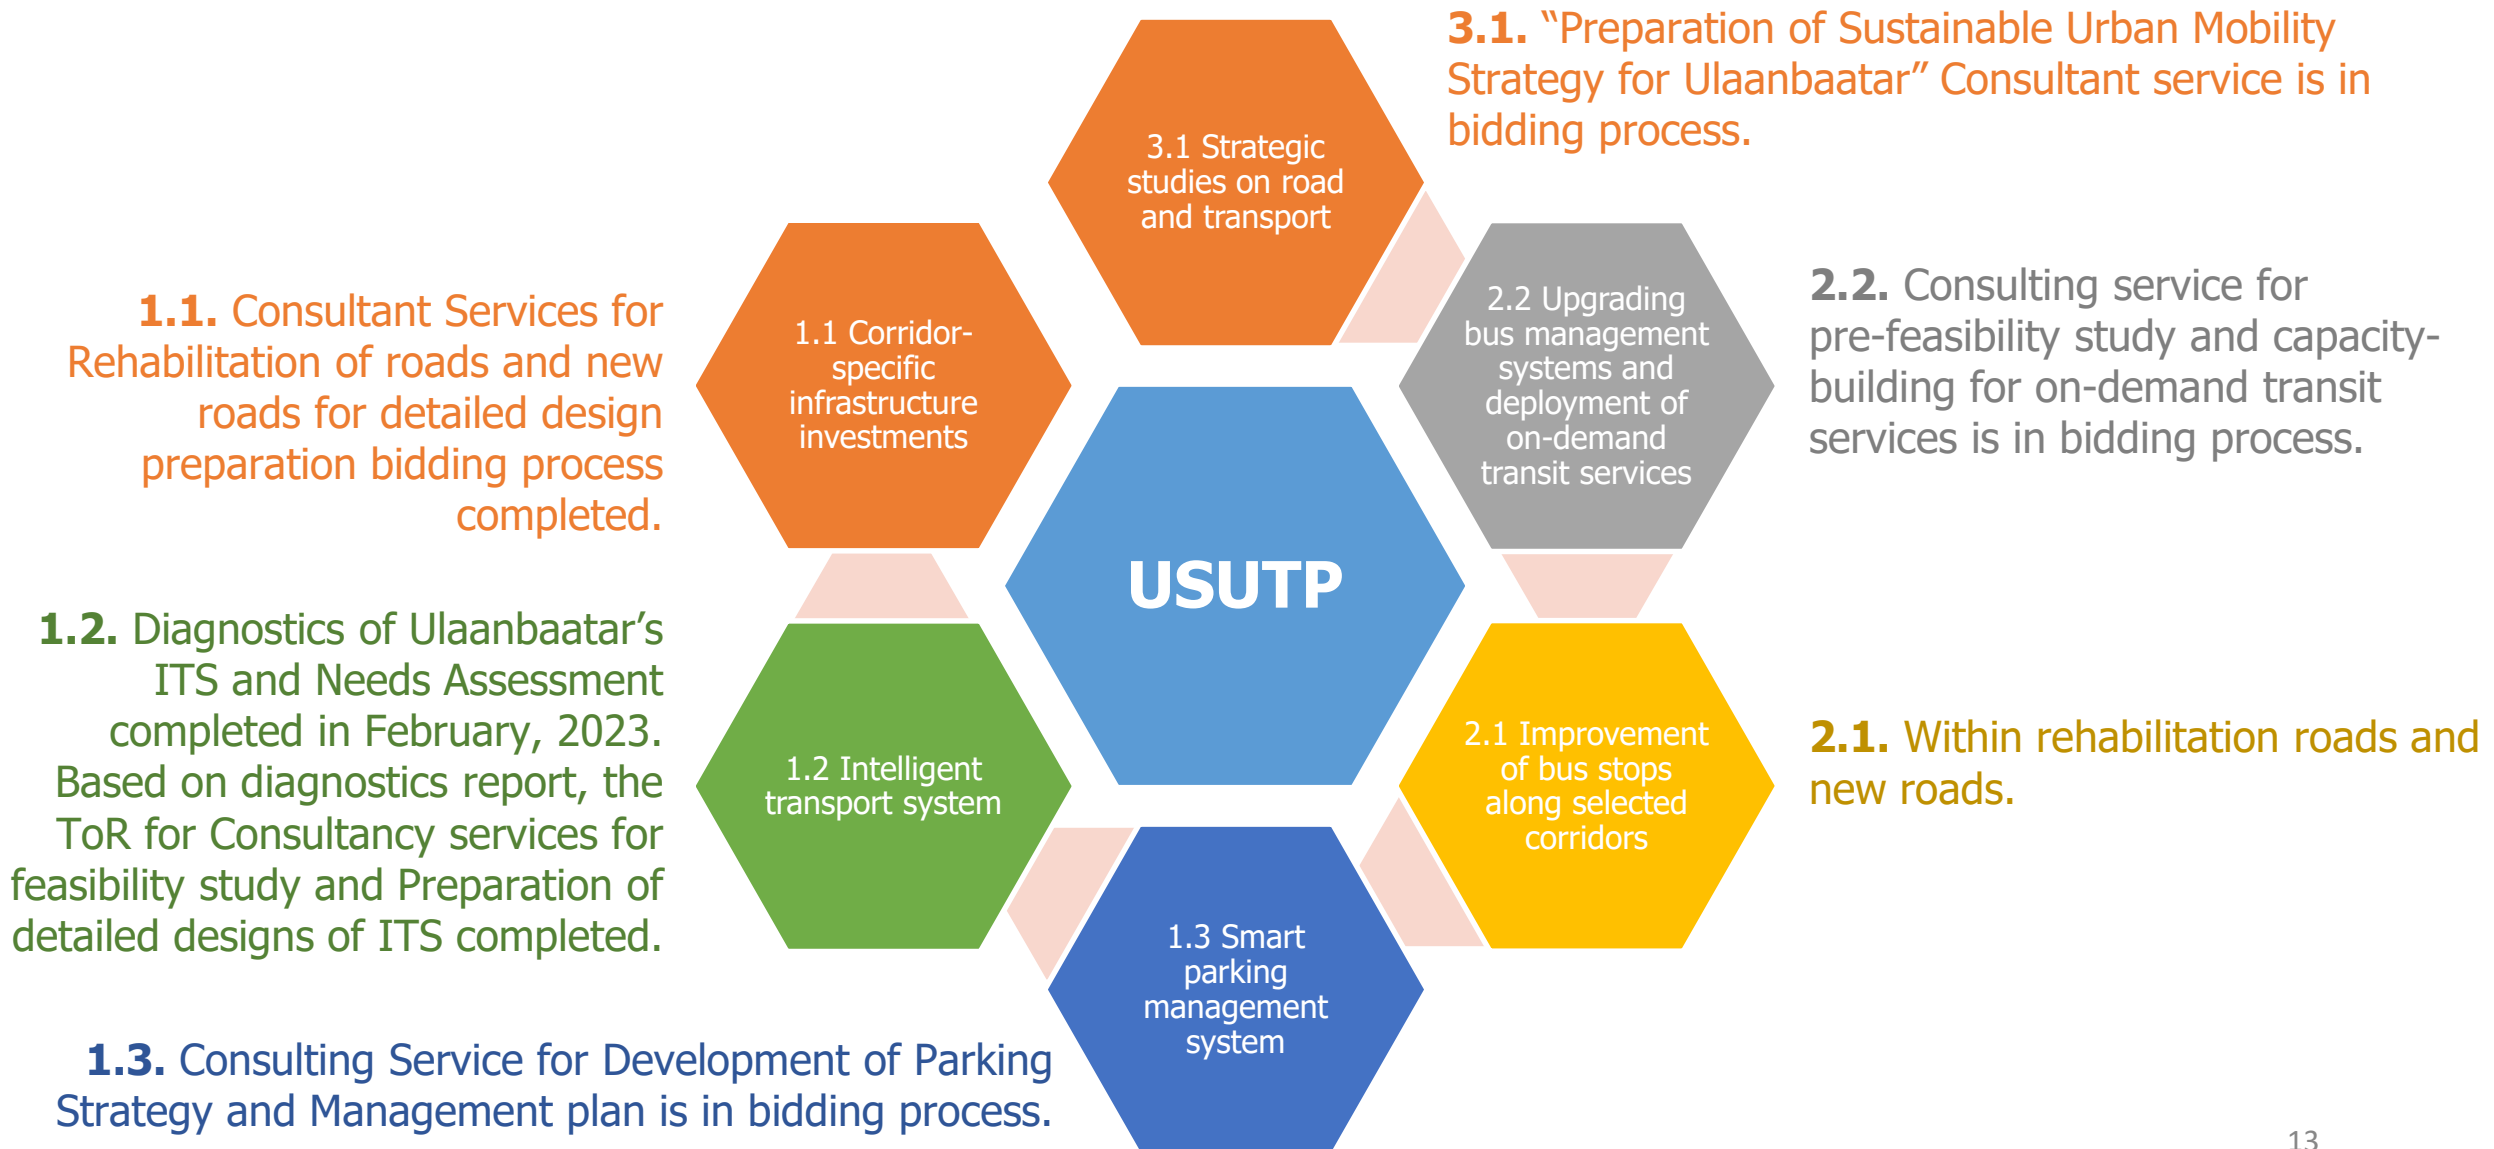 3.1. “Preparation of Sustainable Urban Mobility
Strategy for Ulaanbaatar” Consultant service is in
bidding process.
3.1 Strategic
studies on road
and transport
1.1. Consultant Services for
Rehabilitation of roads and new
roads for detailed design
preparation bidding process
completed.
1.1 Corridor-
specific
infrastructure
investments
2.2 Upgrading
bus management
systems and
deployment of
on-demand
transit services
2.2. Consulting service for
pre-feasibility study and capacity-
building for on-demand transit
services is in bidding process.
USUTP
1.2. Diagnostics of Ulaanbaatar’s
ITS and Needs Assessment
completed in February, 2023.
Based on diagnostics report, the
ToR for Consultancy services for
feasibility study and Preparation of
detailed designs of ITS completed.
1.2 Intelligent
transport system
2.1 Improvement
of bus stops
along selected
corridors
2.1. Within rehabilitation roads and
new roads.
1.3 Smart
parking
management
system
1.3. Consulting Service for Development of Parking
Strategy and Management plan is in bidding process.
13